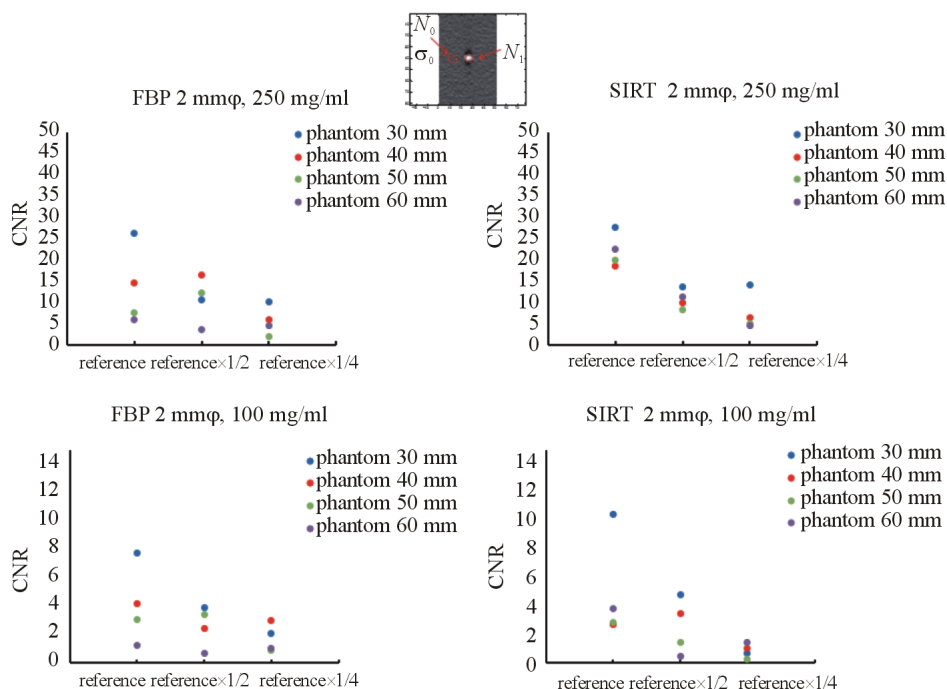 N0
σ0
N1
FBP 2 mmφ, 250 mg/ml
50
45
40
35
30
25
20
15
10
5
0
CNR
phantom 30 mm
phantom 40 mm
phantom 50 mm
phantom 60 mm
reference reference×1/2 reference×1/4
SIRT 2 mmφ, 250 mg/ml
50
45
40
35
30
25
20
15
10
5
0
CNR
phantom 30 mm
phantom 40 mm
phantom 50 mm
phantom 60 mm
reference reference×1/2 reference×1/4
FBP 2 mmφ, 100 mg/ml
14
12
10
8
6
4
2
0
CNR
phantom 30 mm
phantom 40 mm
phantom 50 mm
phantom 60 mm
reference reference×1/2 reference×1/4
SIRT 2 mmφ, 100 mg/ml
14
12
10
8
6
4
2
0
CNR
phantom 30 mm
phantom 40 mm
phantom 50 mm
phantom 60 mm
reference reference×1/2 reference×1/4